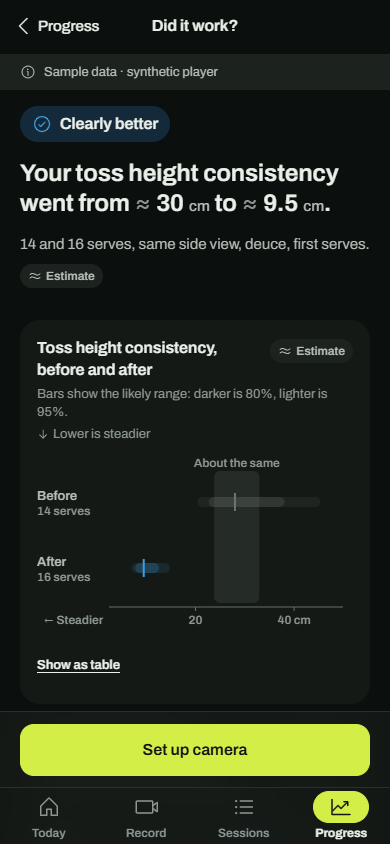 Progress
Did it work?
Sample data · synthetic player
Clearly better
Your toss height consistency
went from ≈ 30 cm to ≈ 9.5 cm.
14 and 16 serves, same side view, deuce, first serves.
≈ Estimate
Toss height consistency,
before and after
≈ Estimate
Bars show the likely range: darker is 80%, lighter is
95%.
↓ Lower is steadier
About the same
Before
14 serves
After
16 serves
← Steadier
20
40 cm
Show as table
Set up camera
Today
Record
Sessions
Progress